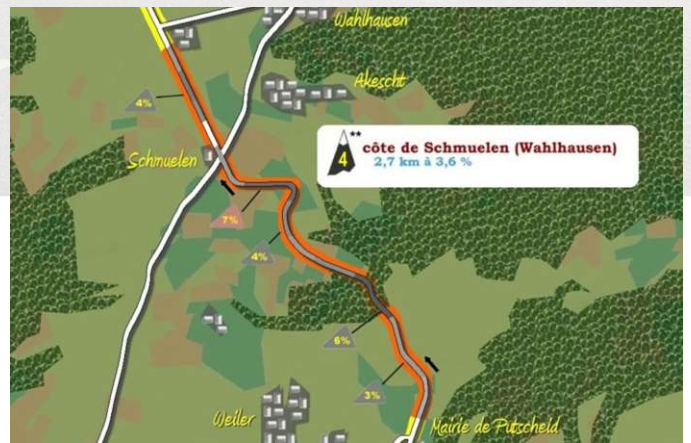 Wahlhausen
Akescht
4%
4
**
côte de Schmuelen (Wahlhausen)
2,7 km à 3,6 %
Schmuelen
7%
4%
6%
3%
Weiler
Mairie de Putscheid